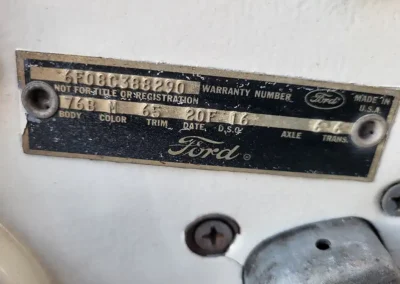 6F08C388290
NOT FOR TITLE OR REGISTRATION WARRANTY NUMBER Ford MADE IN U.S.A.
76B M 65 20F 16 6 6
BODY COLOR TRIM DATE D.S.O. AXLE TRANS.
Ford ®